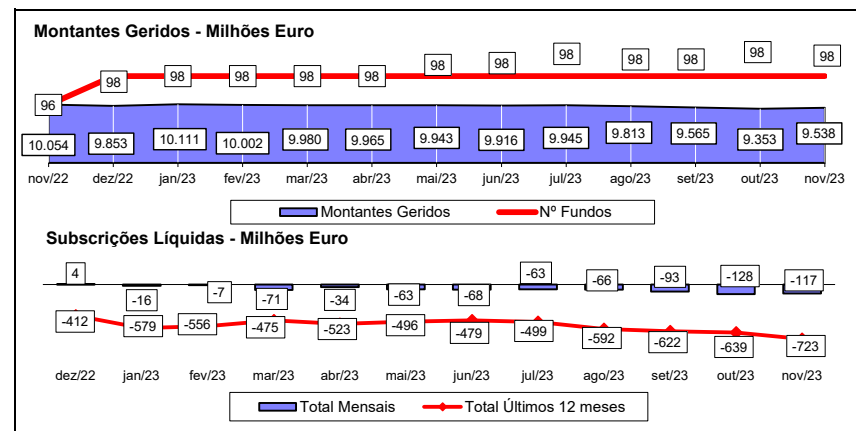 Montantes Geridos - Milhões Euro
96 98 98 98 98 98 98 98 98 98 98 98 98
10.054 9.853 10.111 10.002 9.980 9.965 9.943 9.916 9.945 9.813 9.565 9.353 9.538
nov/22 dez/22 jan/23 fev/23 mar/23 abr/23 mai/23 jun/23 jul/23 ago/23 set/23 out/23 nov/23
Montantes Geridos Nº Fundos
Subscrições Líquidas - Milhões Euro
4 -16 -7 -71 -34 -63 -68 -63 -66 -93 -128 -117
-412 -579 -556 -475 -523 -496 -479 -499 -592 -622 -639 -723
dez/22 jan/23 fev/23 mar/23 abr/23 mai/23 jun/23 jul/23 ago/23 set/23 out/23 nov/23
Total Mensais Total Últimos 12 meses